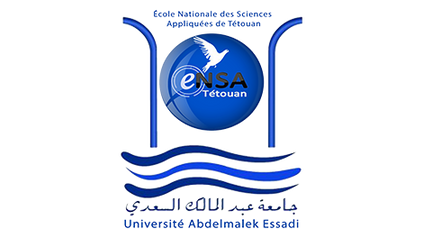 École Nationale des Sciences
Appliquées de Tétouan
eNSA
Tétouan
جامعة عبد المالك السعدي
Université Abdelmalek Essadi